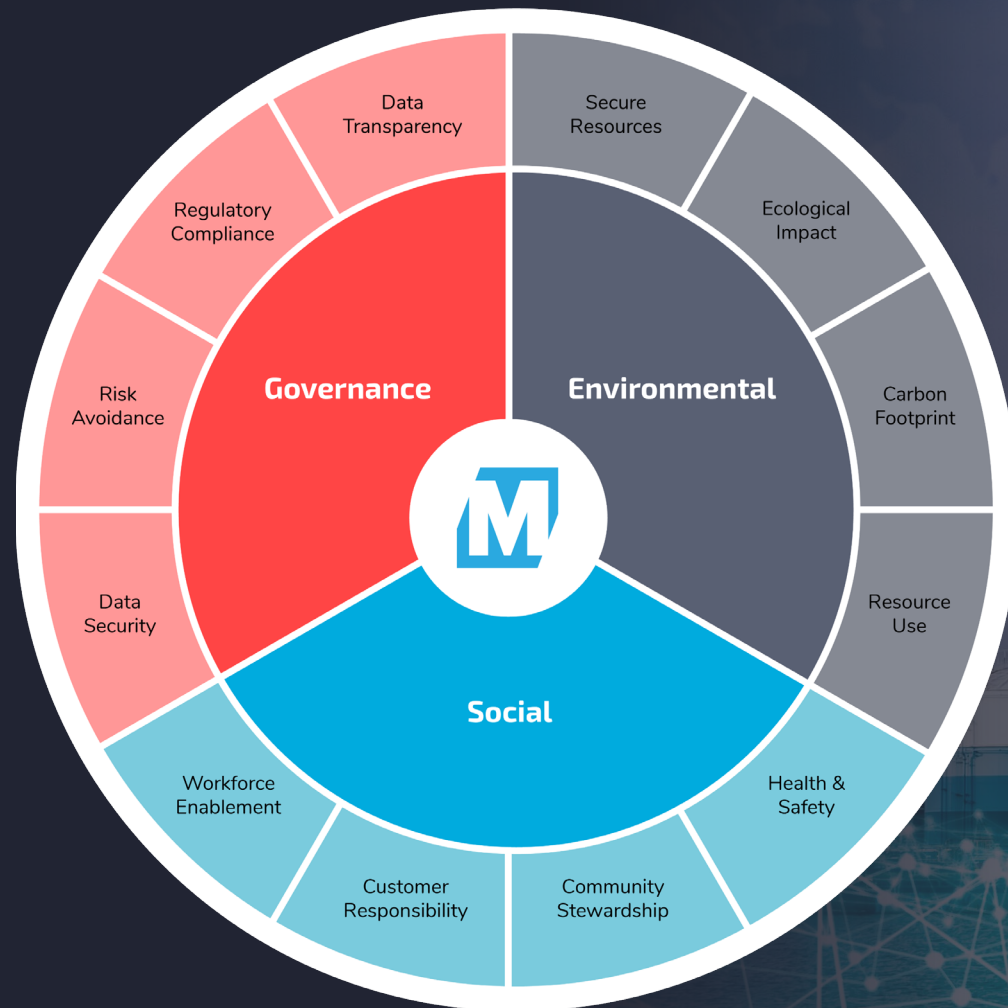 Data
Transparency
Secure
Resources
Regulatory
Compliance
Ecological
Impact
Governance
Environmental
Risk
Avoidance
Carbon
Footprint
M
Data
Security
Resource
Use
Social
Workforce
Enablement
Health &
Safety
Customer
Responsibility
Community
Stewardship